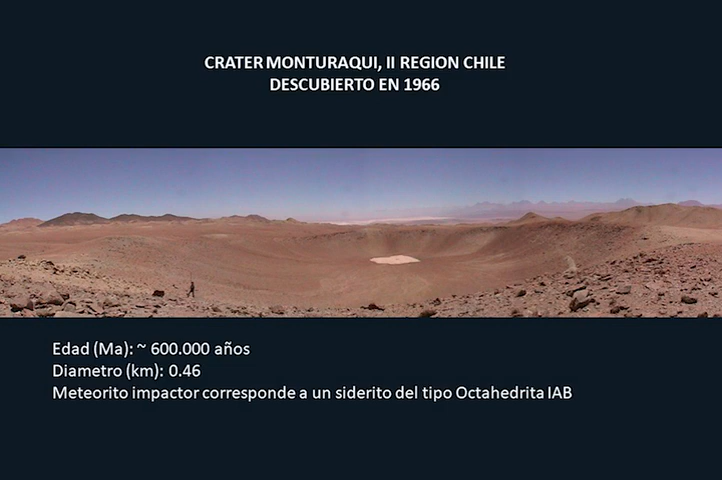 CRATER MONTURAQUI, II REGION CHILE
DESCUBIERTO EN 1966
Edad (Ma): ~ 600.000 años
Diametro (km): 0.46
Meteorito impactor corresponde a un siderito del tipo Octahedrita IAB